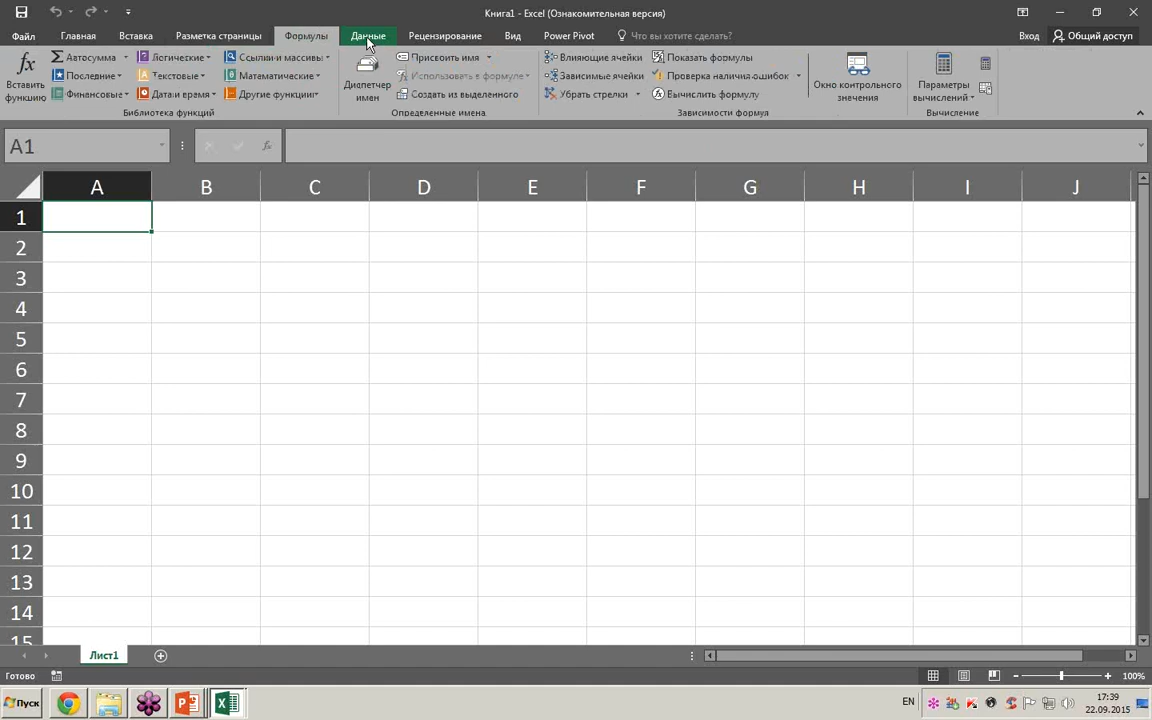 Книга1 - Excel (Ознакомительная версия)
Файл Главная Вставка Разметка страницы Формулы Данные Рецензирование Вид Power Pivot Что вы хотите сделать? Вход Общий доступ
fx Вставить функцию
Автосумма Логические Ссылки и массивы
Последние Текстовые Математические
Финансовые Дата и время Другие функции
Библиотека функций
Диспетчер имен
Присвоить имя
Использовать в формуле
Создать из выделенного
Определенные имена
Влияющие ячейки Показать формулы
Зависимые ячейки Проверка наличия ошибок
Убрать стрелки Вычислить формулу
Зависимости формул
Окно контрольного значения
Параметры вычислений
Вычисление
A1 fx
A B C D E F G H I J
1
2
3
4
5
6
7
8
9
10
11
12
13
14
15
Лист1
Готово 100%
Пуск EN 17:39
22.09.2015